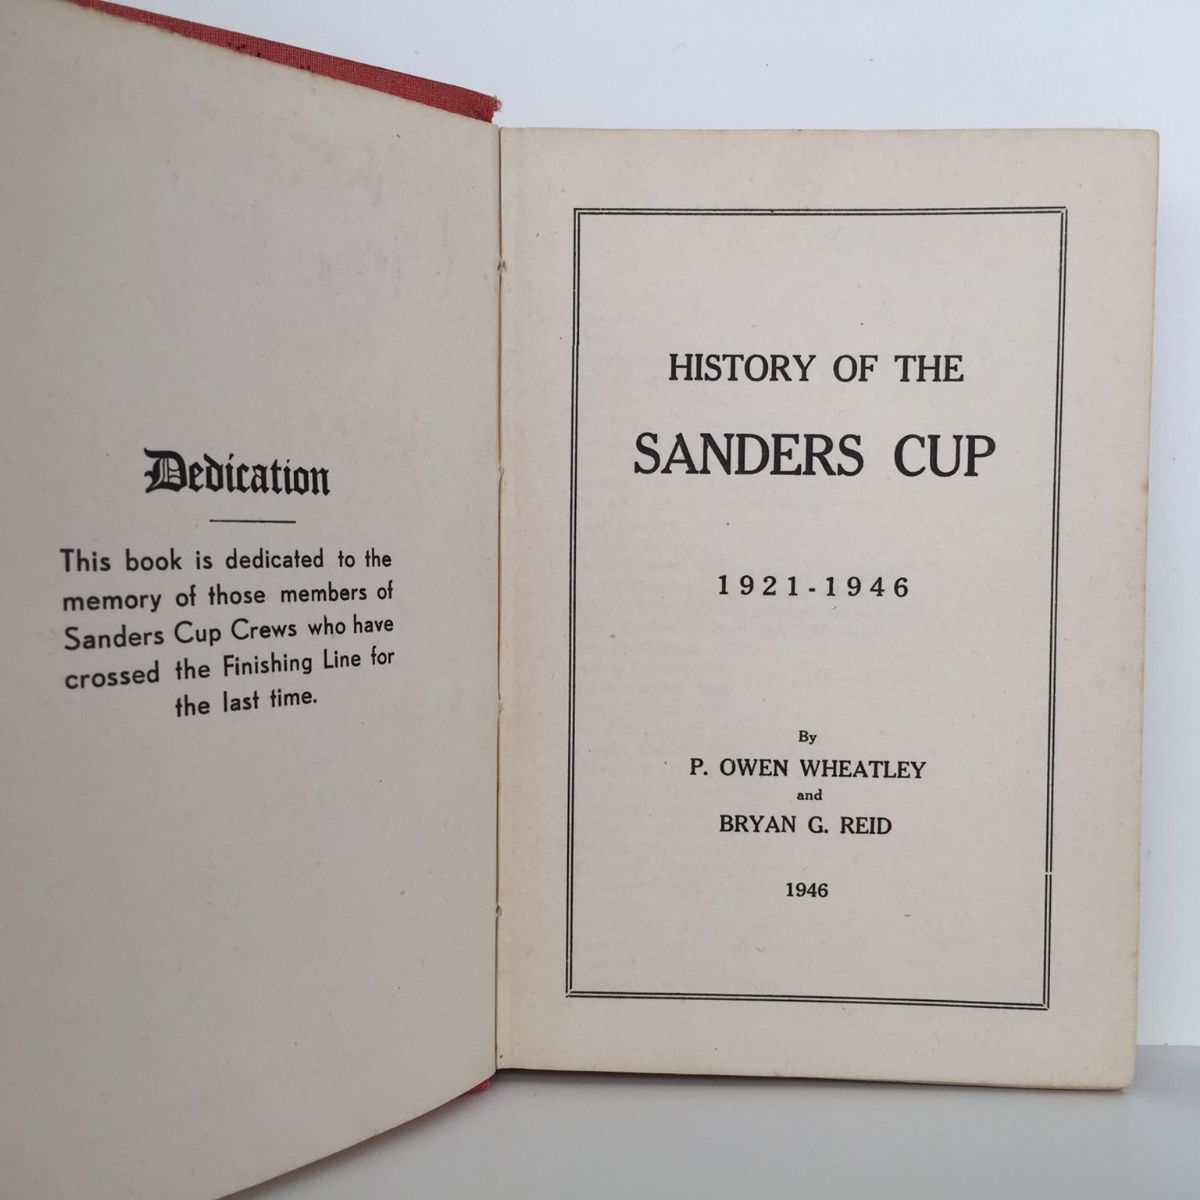 Dedication
This book is dedicated to the
memory of those members of
Sanders Cup Crews who have
crossed the Finishing Line for
the last time.
HISTORY OF THE
SANDERS CUP
1921-1946
By
P. OWEN WHEATLEY
and
BRYAN G. REID
1946